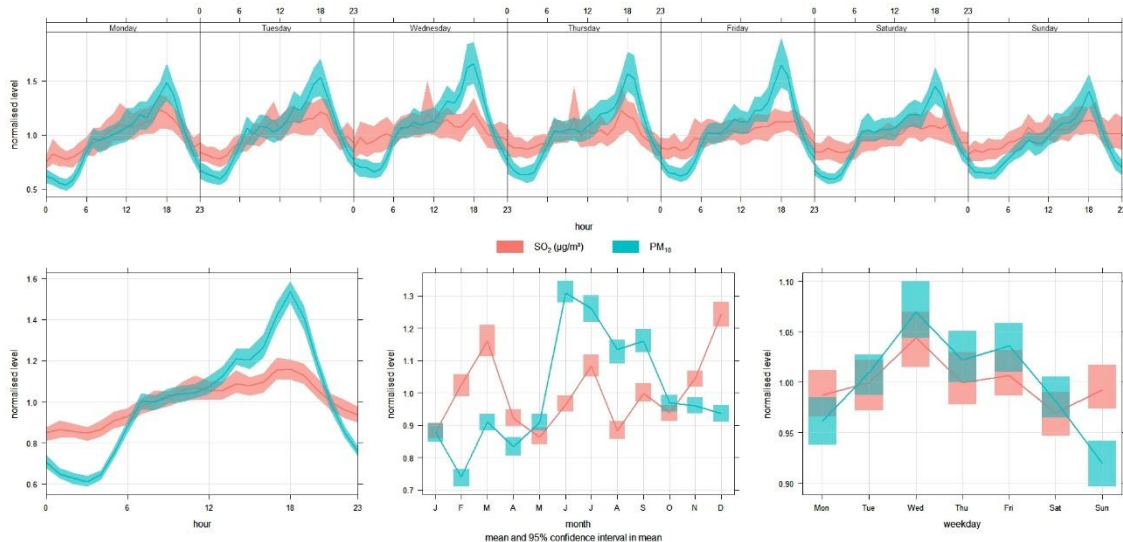 0 6 12 18 23 0 6 12 18 23 0 6 12 18 23
Monday Tuesday Wednesday Thursday Friday Saturday Sunday
normalised level
1.5
1.0
0.5
0 6 12 18 23 0 6 12 18 23 0 6 12 18 23 0 6 12 18 23
hour
SO₂ (μg/m³) PM₁₀
normalised level
1.6
1.4
1.2
1.0
0.8
0.6
0 6 12 18 23
hour
normalised level
1.3
1.2
1.1
1.0
0.9
0.8
0.7
J F M A M J J A S O N D
month
mean and 95% confidence interval in mean
normalised level
1.10
1.05
1.00
0.95
0.90
Mon Tue Wed Thu Fri Sat Sun
weekday